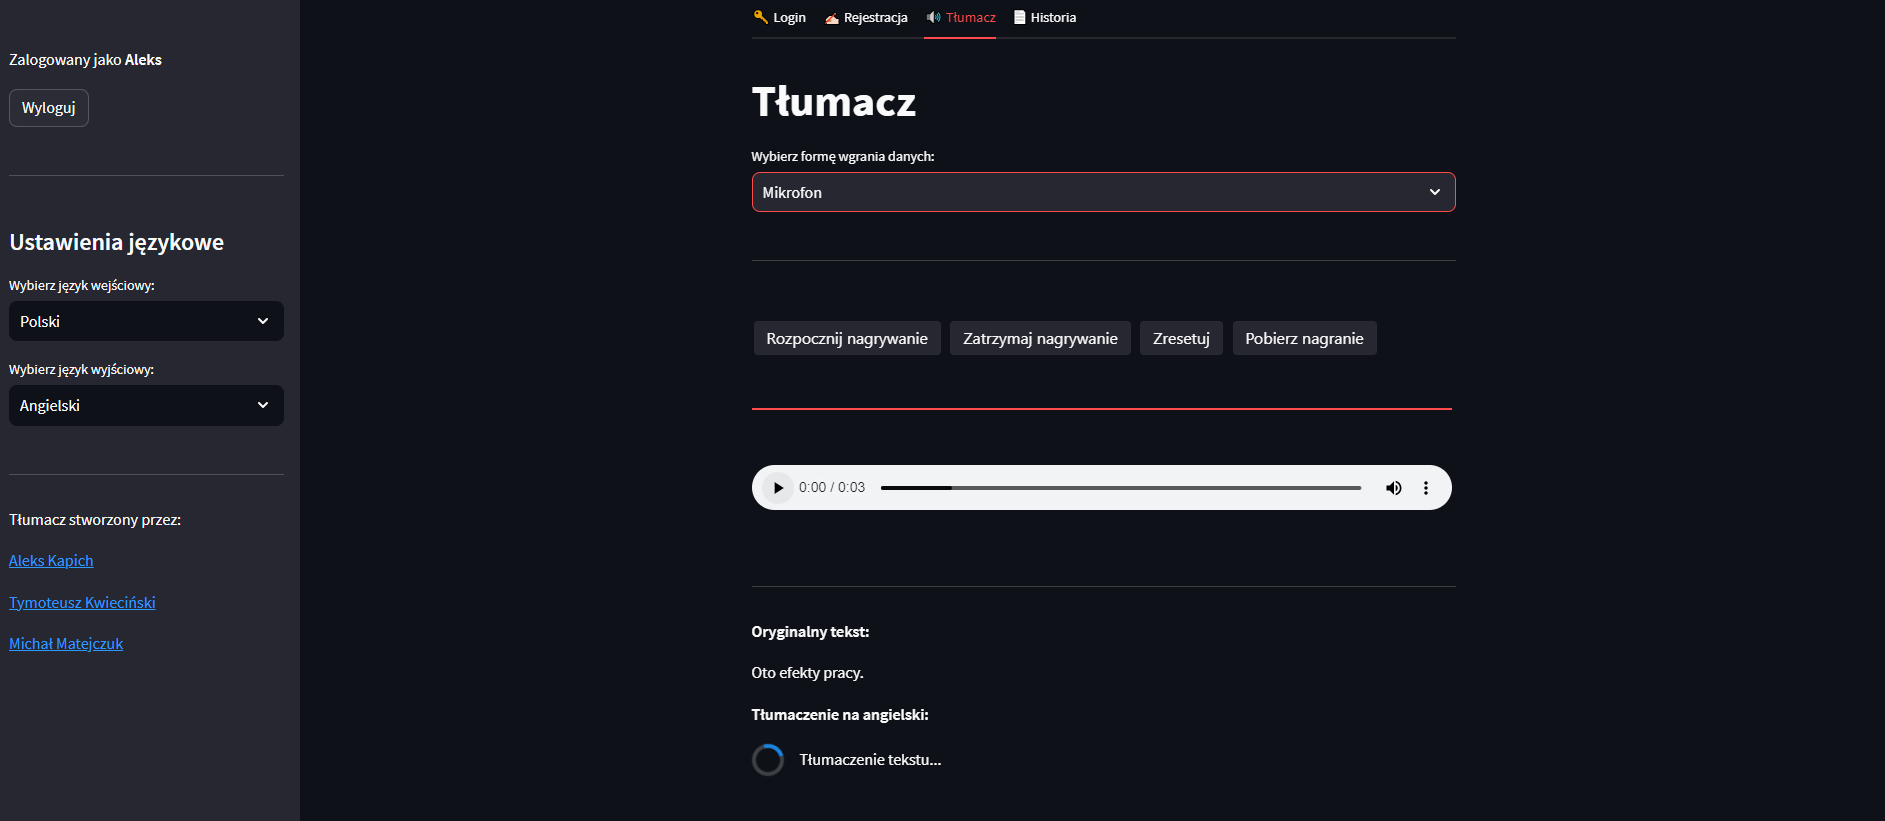 Zalogowany jako Aleks
Wyloguj
Ustawienia językowe
Wybierz język wejściowy:
Polski
Wybierz język wyjściowy:
Angielski
Tłumacz stworzony przez:
Aleks Kapich
Tymoteusz Kwieciński
Michał Matejczuk
Login Rejestracja Tłumacz Historia
Tłumacz
Wybierz formę wgrania danych:
Mikrofon
Rozpocznij nagrywanie Zatrzymaj nagrywanie Zresetuj Pobierz nagranie
0:00 / 0:03
Oryginalny tekst:
Oto efekty pracy.
Tłumaczenie na angielski:
Tłumaczenie tekstu...